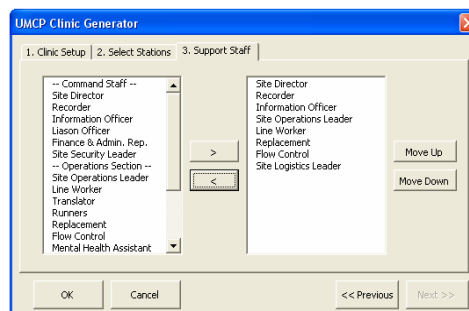 UMCP Clinic Generator
1. Clinic Setup
2. Select Stations
3. Support Staff
-- Command Staff --
Site Director
Recorder
Information Officer
Liason Officer
Finance & Admin. Rep.
Site Security Leader
-- Operations Section --
Site Operations Leader
Line Worker
Translator
Runners
Replacement
Flow Control
Mental Health Assistant
>
<
Site Director
Recorder
Information Officer
Site Operations Leader
Line Worker
Replacement
Flow Control
Site Logistics Leader
Move Up
Move Down
OK
Cancel
<< Previous
Next >>